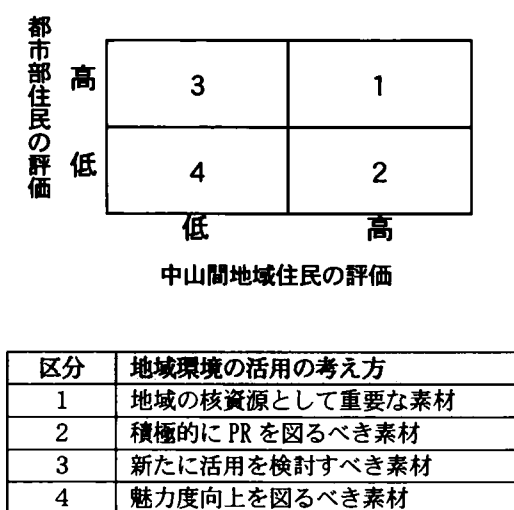 都市部住民の評価
高
3
1
低
4
2
低
高
中山間地域住民の評価
区分 地域環境の活用の考え方
1 地域の核資源として重要な素材
2 積極的に PR を図るべき素材
3 新たに活用を検討すべき素材
4 魅力度向上を図るべき素材